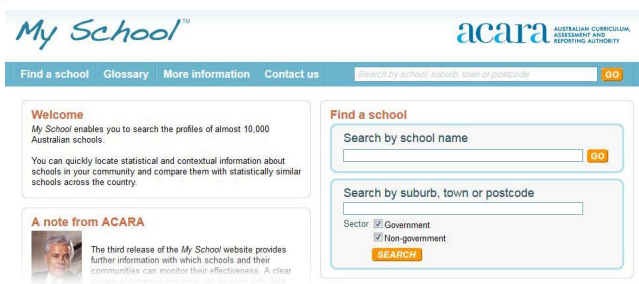 My School™
acara AUSTRALIAN CURRICULUM,
ASSESSMENT AND
REPORTING AUTHORITY
Find a school Glossary More information Contact us Search by school, suburb, town or postcode GO
Welcome
My School enables you to search the profiles of almost 10,000
Australian schools.
You can quickly locate statistical and contextual information about
schools in your community and compare them with statistically similar
schools across the country.
A note from ACARA
The third release of the My School website provides
further information with which schools and their
communities can monitor their effectiveness. A clear
Find a school
Search by school name
GO
Search by suburb, town or postcode
Sector Government
Non-government
SEARCH